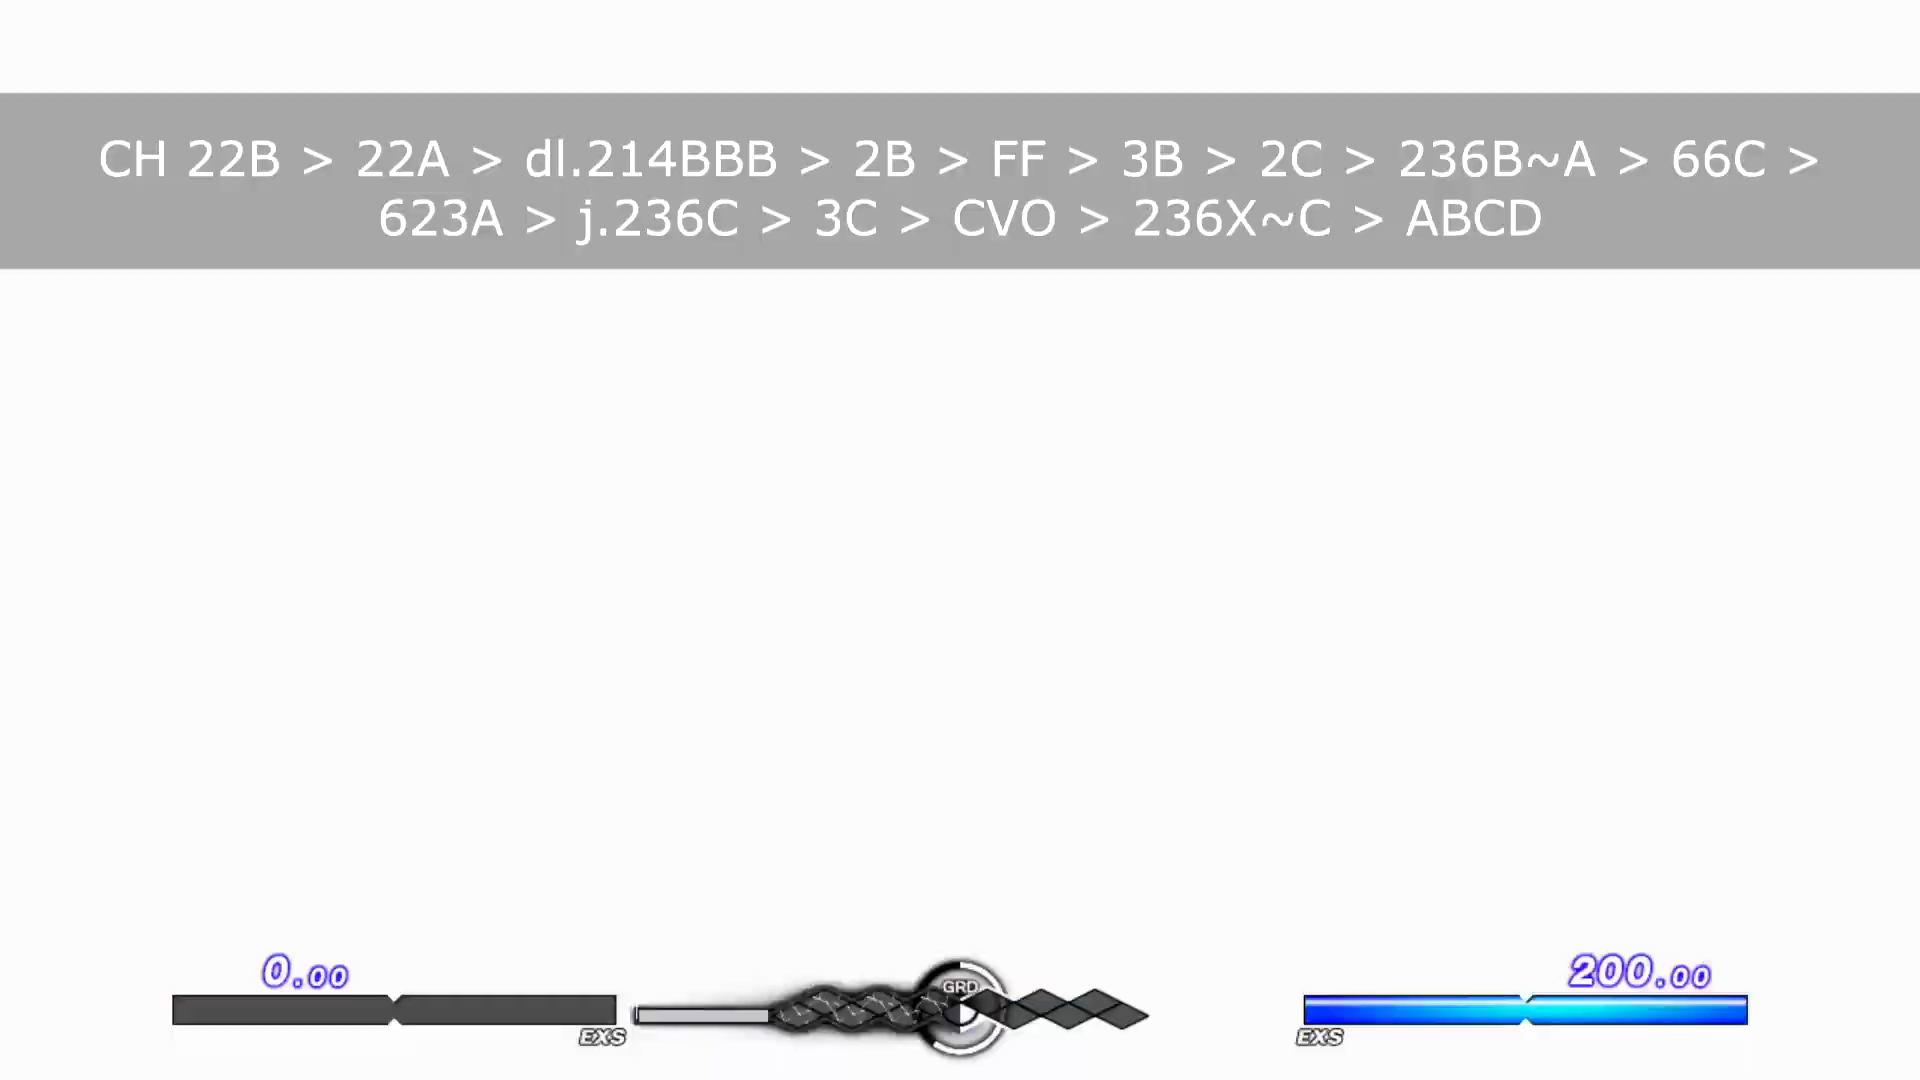 CH 22B > 22A > dl.214BBB > 2B > FF > 3B > 2C > 236B~A > 66C >
623A > j.236C > 3C > CVO > 236X~C > ABCD
0.00
200.00
GRD
EXS
EXS